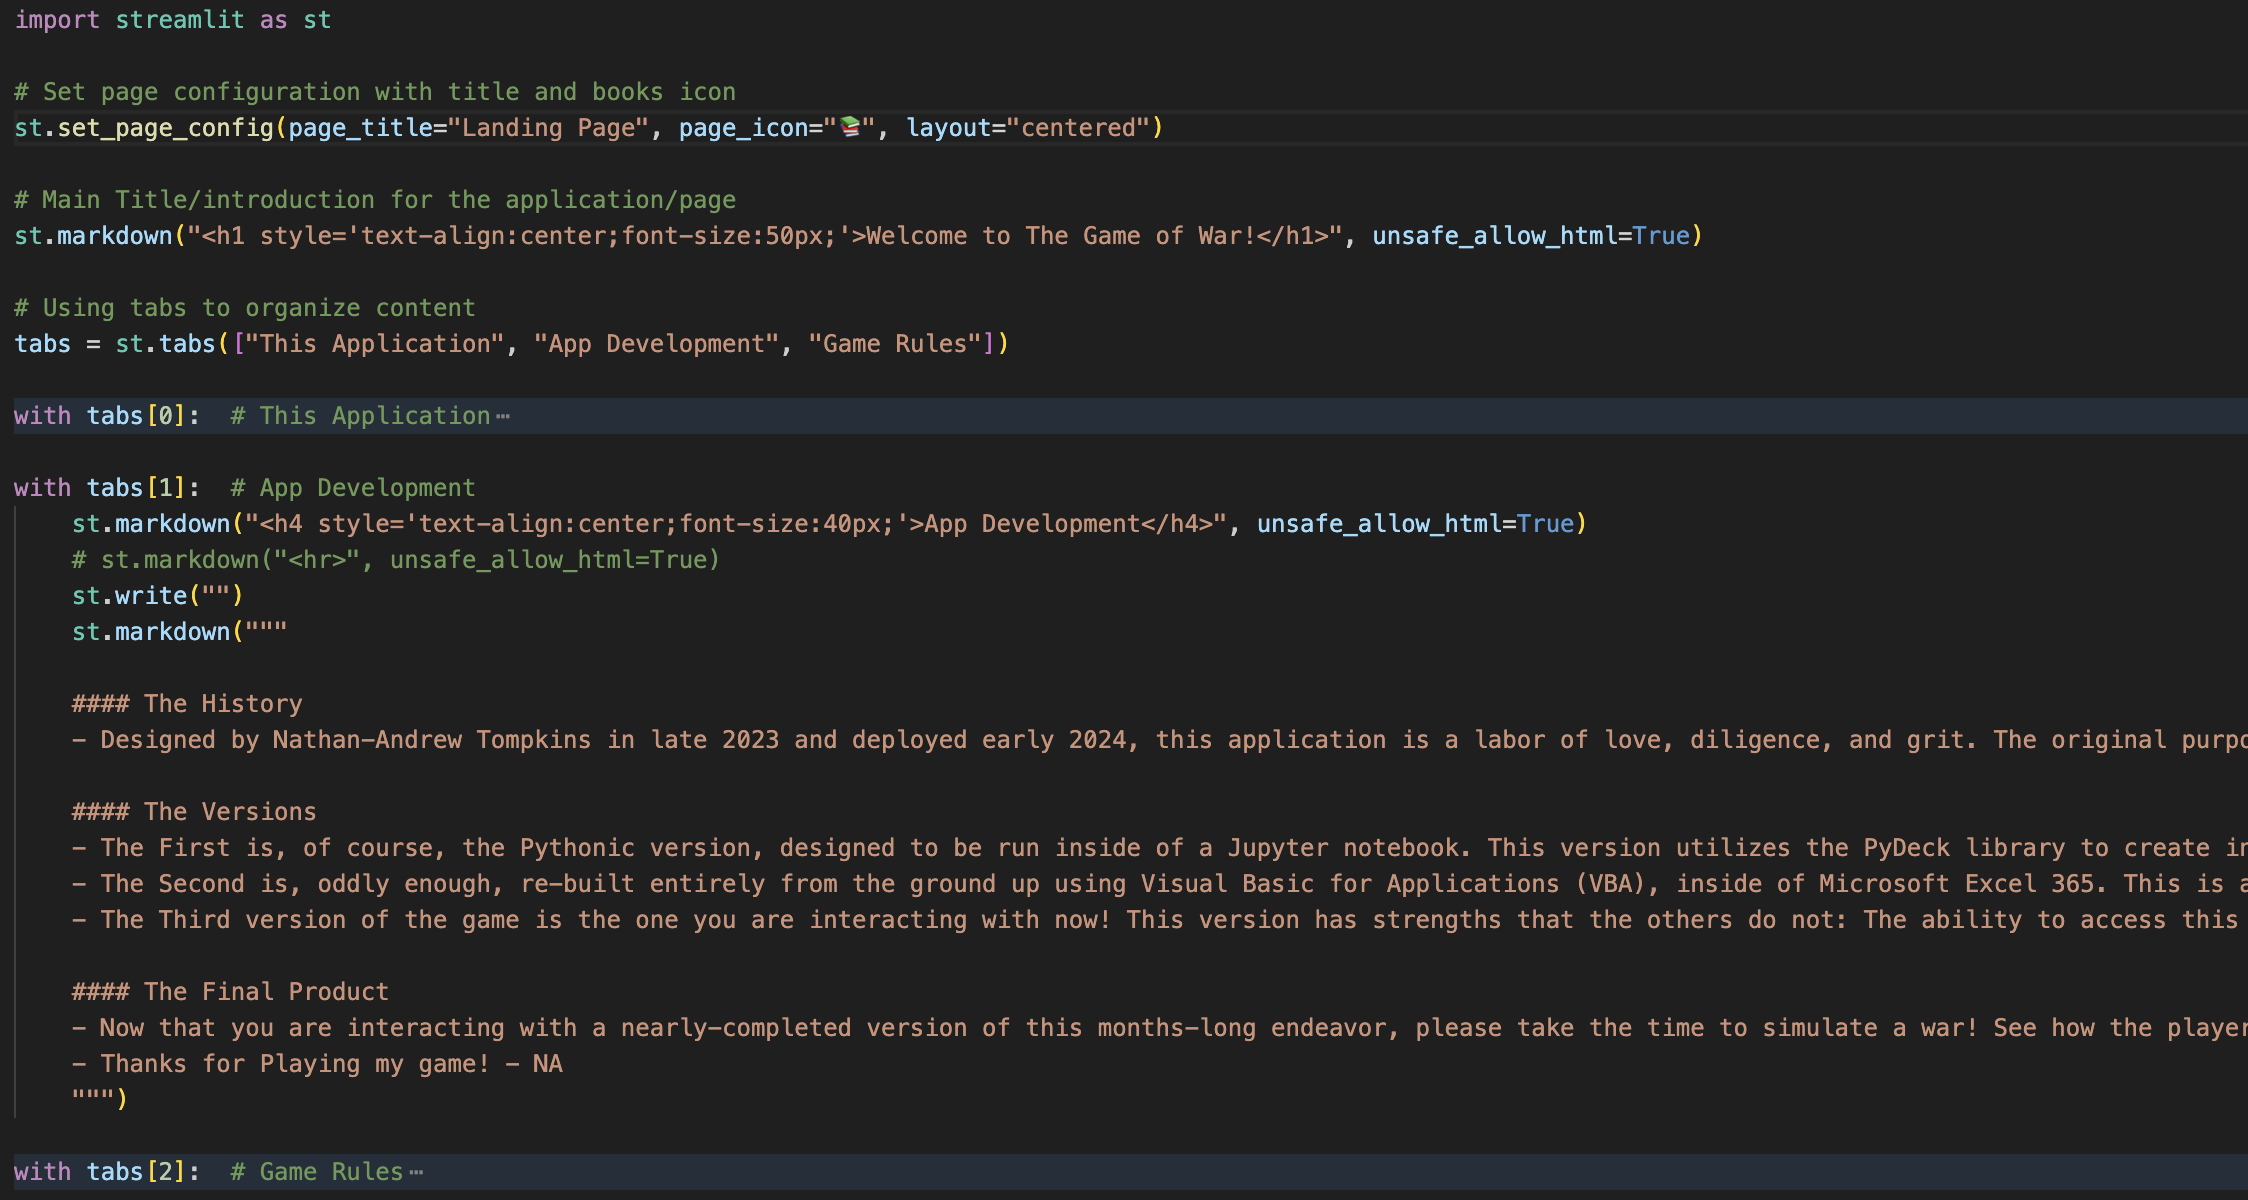 import streamlit as st
# Set page configuration with title and books icon
st.set_page_config(page_title="Landing Page", page_icon="📚", layout="centered")
# Main Title/introduction for the application/page
st.markdown("<h1 style='text-align:center;font-size:50px;'>Welcome to The Game of War!</h1>", unsafe_allow_html=True)
# Using tabs to organize content
tabs = st.tabs(["This Application", "App Development", "Game Rules"])
with tabs[0]:  # This Application⋯
with tabs[1]:  # App Development
    st.markdown("<h4 style='text-align:center;font-size:40px;'>App Development</h4>", unsafe_allow_html=True)
    # st.markdown("<hr>", unsafe_allow_html=True)
    st.write("")
    st.markdown("""
    #### The History
    - Designed by Nathan-Andrew Tompkins in late 2023 and deployed early 2024, this application is a labor of love, diligence, and grit. The original purpo
    #### The Versions
    - The First is, of course, the Pythonic version, designed to be run inside of a Jupyter notebook. This version utilizes the PyDeck library to create in
    - The Second is, oddly enough, re-built entirely from the ground up using Visual Basic for Applications (VBA), inside of Microsoft Excel 365. This is a
    - The Third version of the game is the one you are interacting with now! This version has strengths that the others do not: The ability to access this
    #### The Final Product
    - Now that you are interacting with a nearly-completed version of this months-long endeavor, please take the time to simulate a war! See how the player
    - Thanks for Playing my game! - NA
    """)
with tabs[2]:  # Game Rules⋯